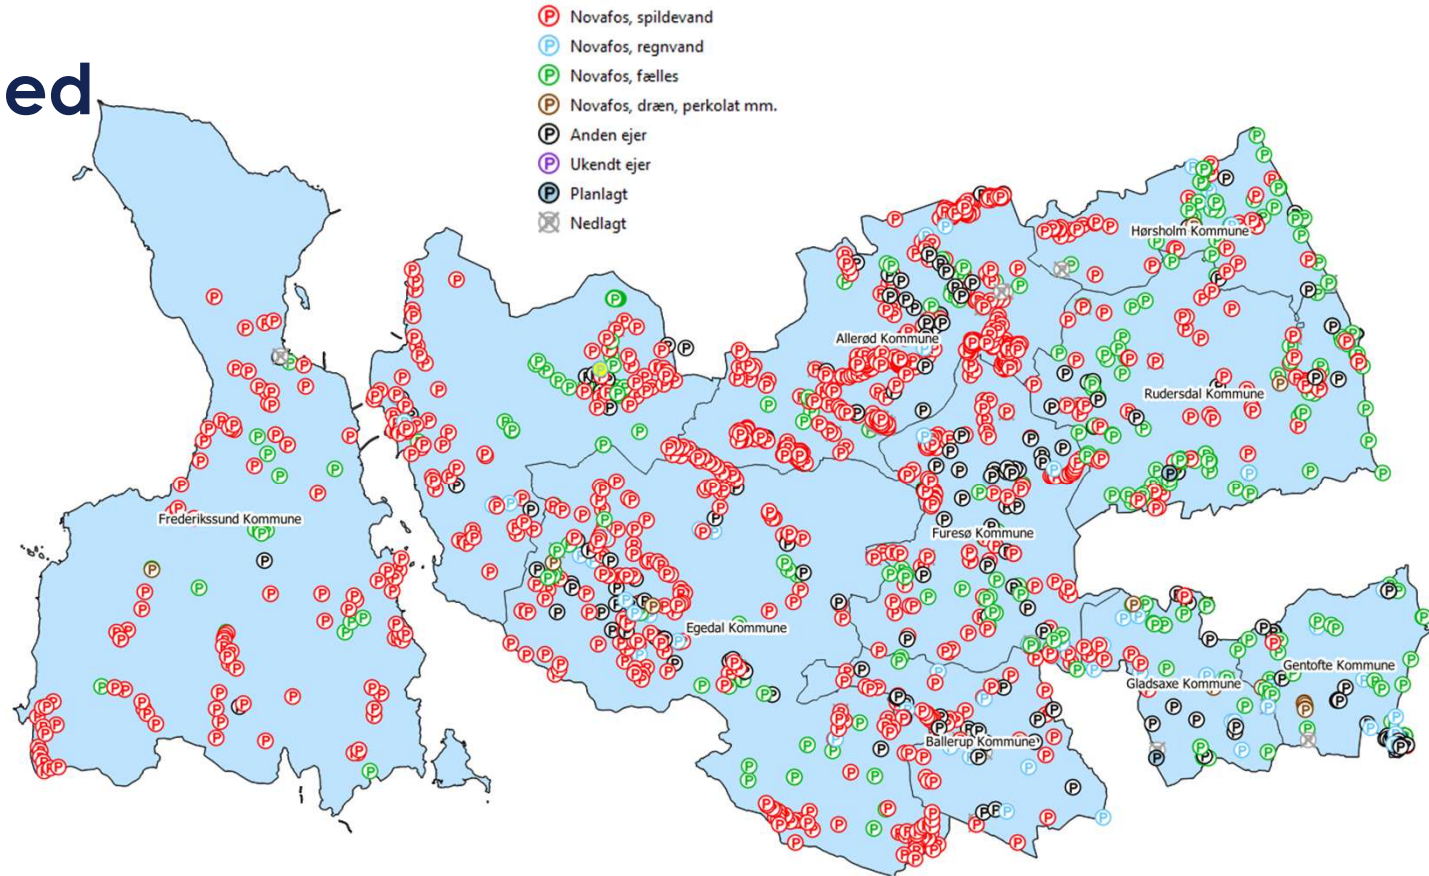 ed
Novafos, spildevand
Novafos, regnvand
Novafos, fælles
Novafos, dræn, perkolat mm.
Anden ejer
Ukendt ejer
Planlagt
Nedlagt
Hørsholm Kommune
Allerød Kommune
Rudersdal Kommune
Frederikssund Kommune
Furesø Kommune
Egedal Kommune
Gentofte Kommune
Gladsaxe Kommune
Ballerup Kommune